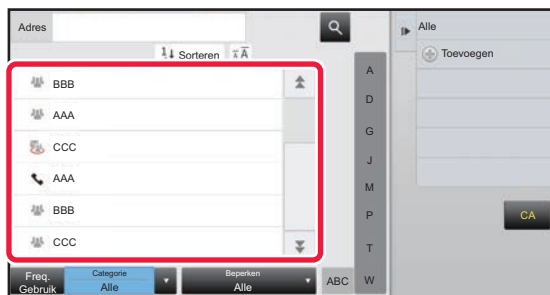 Adres
Sorteren
BBB
AAA
CCC
AAA
BBB
CCC
A
D
G
J
M
P
T
W
Freq.
Gebruik
Categorie
Alle
Beperken
Alle
ABC
Alle
Toevoegen
CA